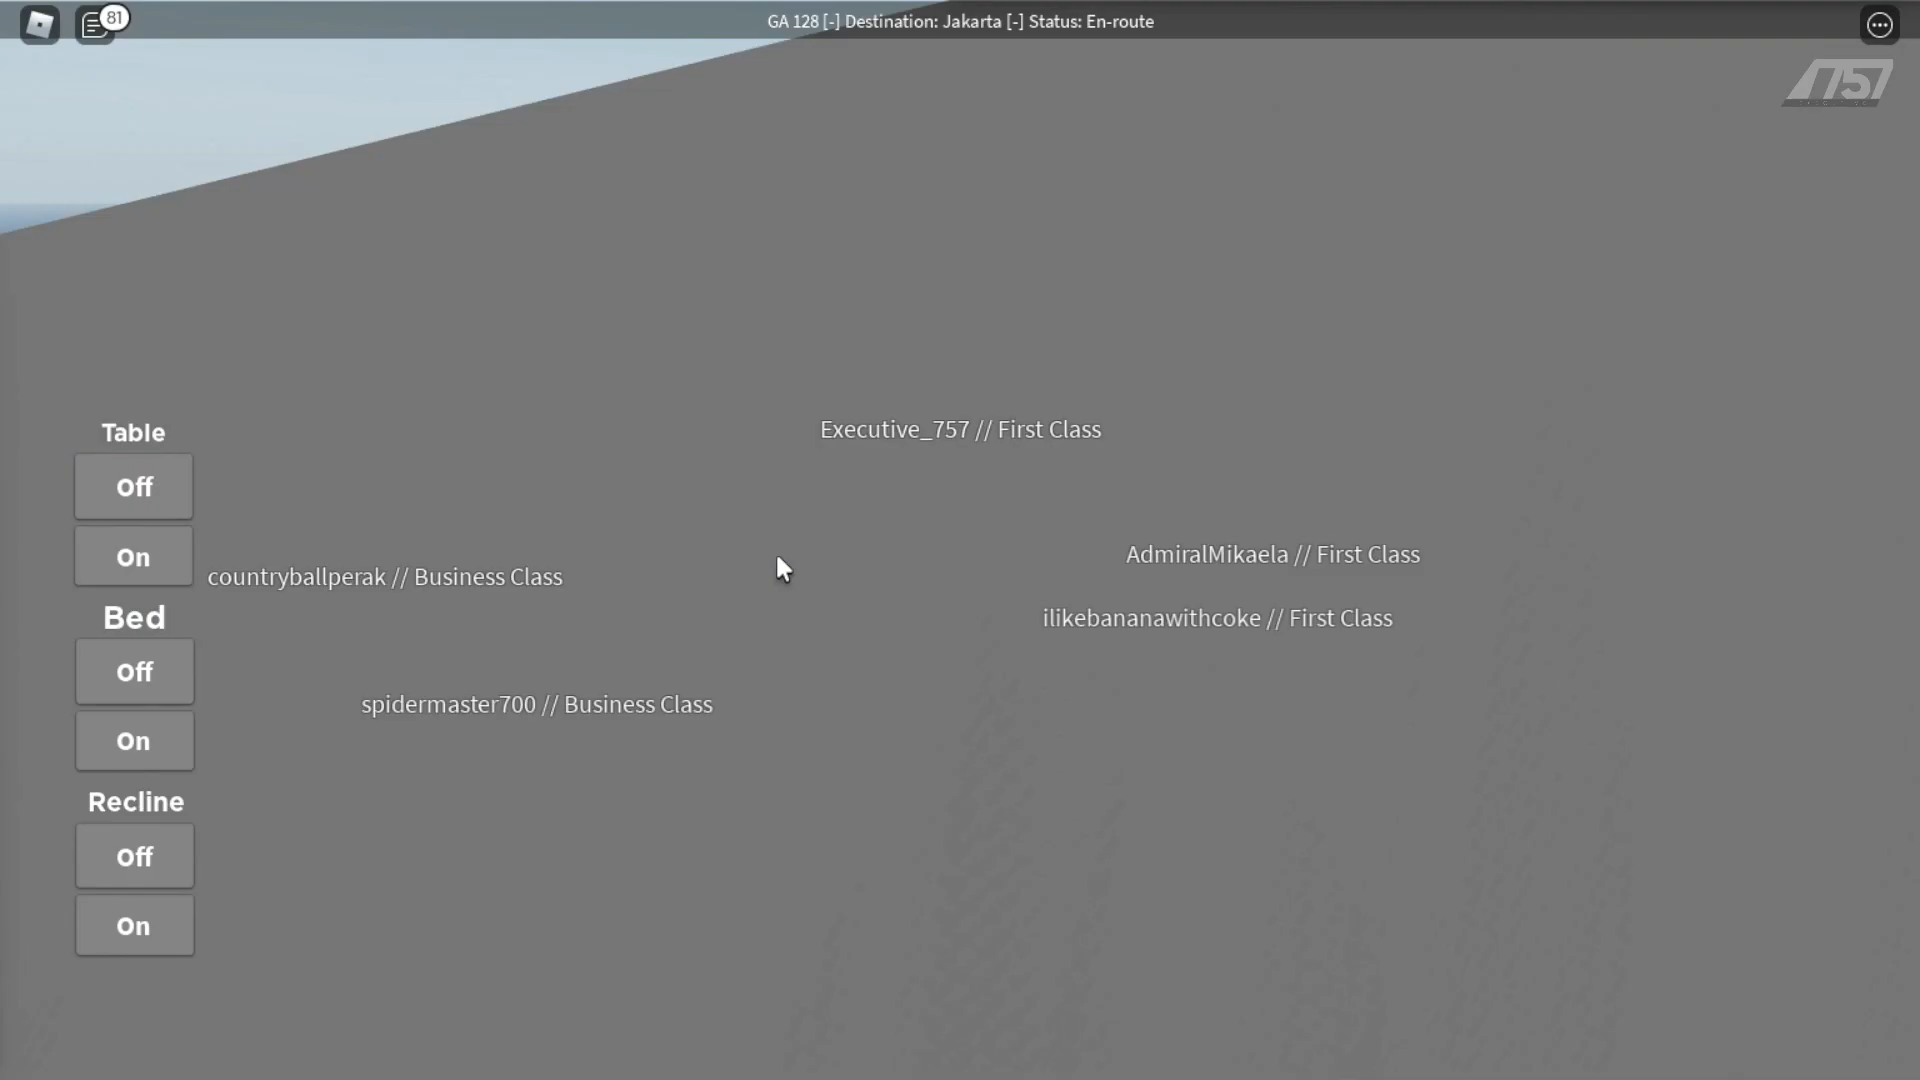 81
GA 128 [-] Destination: Jakarta [-] Status: En-route
757
Executive_757 // First Class
Table
Off
On
AdmiralMikaela // First Class
countryballperak // Business Class
Bed
ilikebananawithcoke // First Class
Off
spidermaster700 // Business Class
On
Recline
Off
On